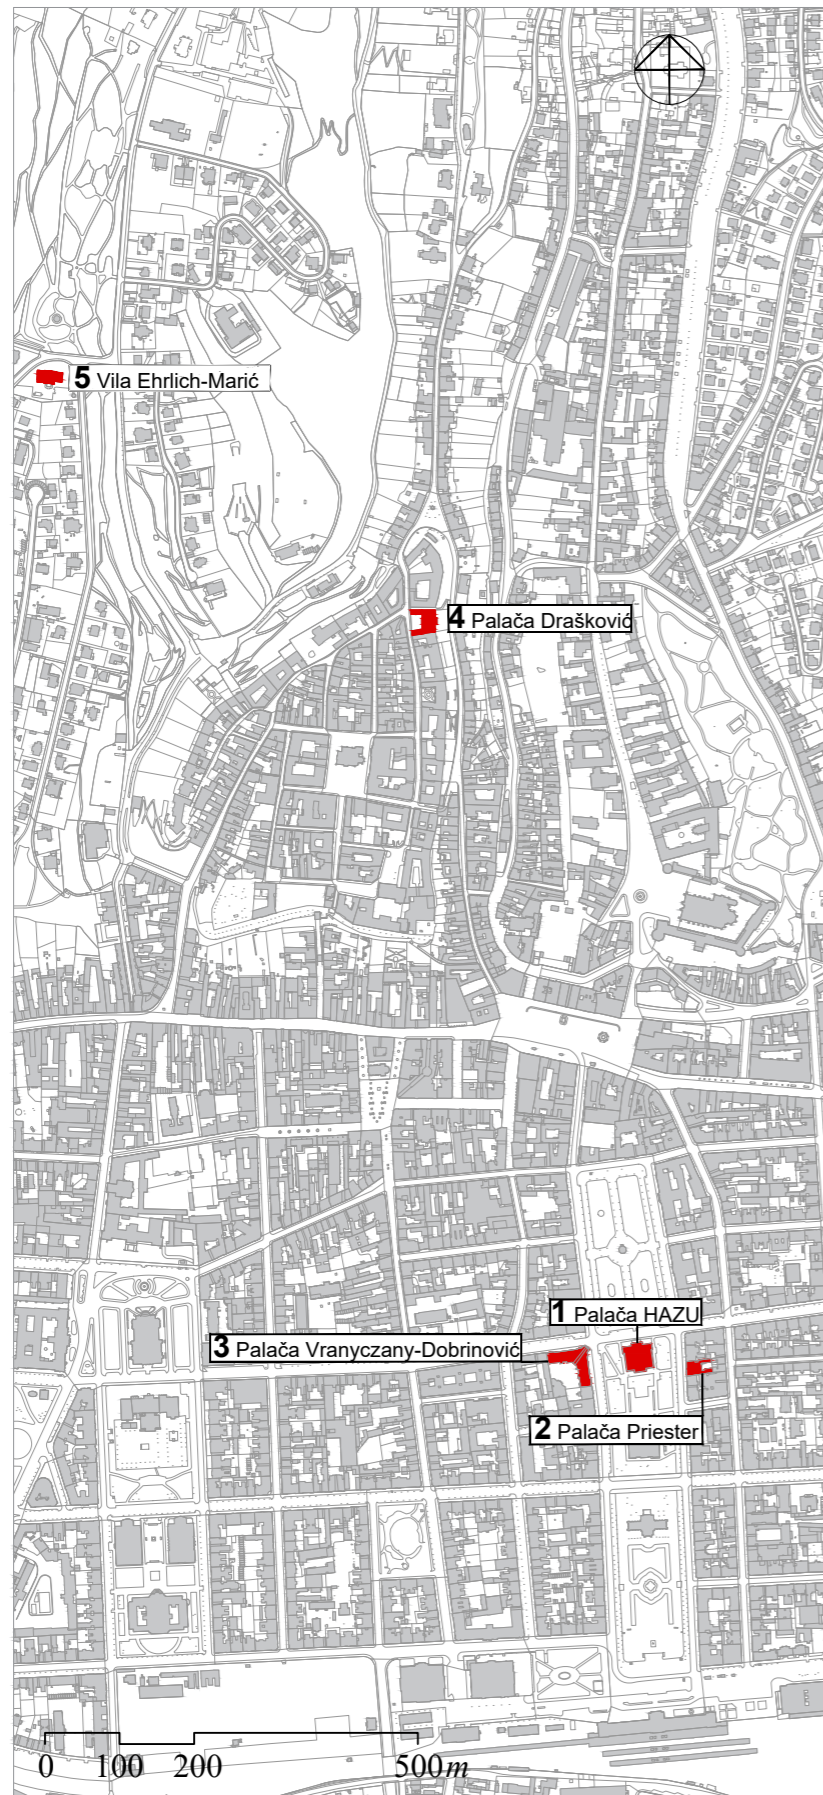 5 Vila Ehrlich-Marić
4 Palača Drašković
1 Palača HAZU
3 Palača Vranyczany-Dobrinović
2 Palača Priester
0 100 200 500m